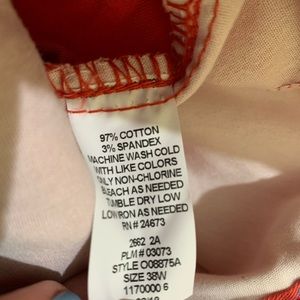 97% COTTON
3% SPANDEX
MACHINE WASH COLD
WITH LIKE COLORS
ONLY NON-CHLORINE
BLEACH AS NEEDED
TUMBLE DRY LOW
LOW IRON AS NEEDED
RN # 24673
2662 2A
PLM # 03073
STYLE O08875A
SIZE 38W
1170000 6